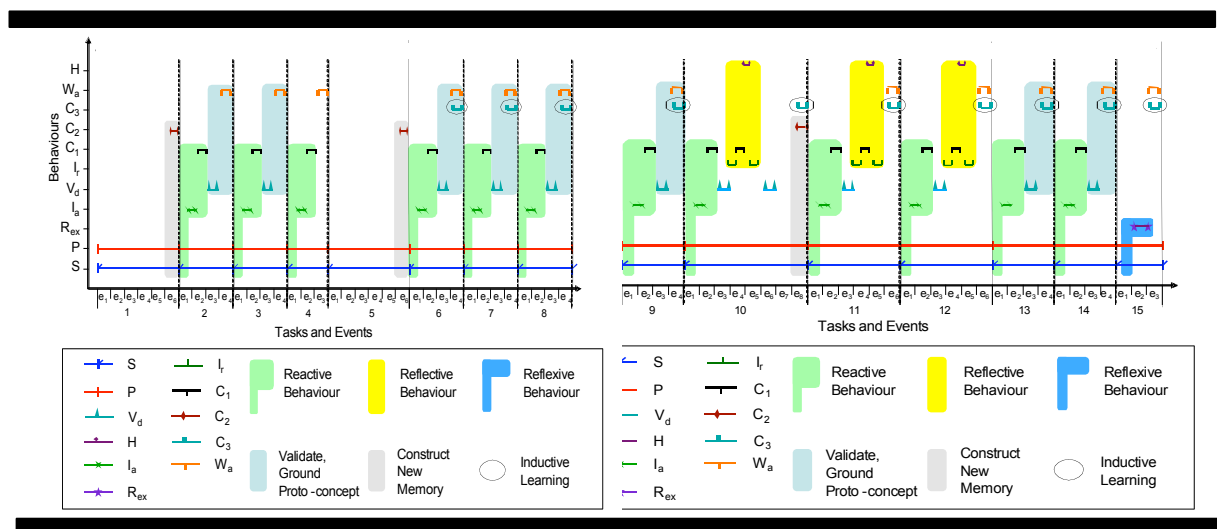 H
Wa
C3
C2
C1
Ir
Vd
Ia
Rex
P
S
Behaviours
e1 e2 e3 e4 e5 e6 e1 e2 e3 e4 e1 e2 e3 e4 e1 e2 e3 e1 e2 e3 e4 e5 e6 e1 e2 e3 e4 e1 e2 e3 e4 e1 e2 e3 e4
1 2 3 4 5 6 7 8
Tasks and Events
e1 e2 e3 e4 e1 e2 e3 e4 e5 e6 e7 e8 e1 e2 e3 e4 e5 e6 e1 e2 e3 e4 e5 e6 e1 e2 e3 e4 e1 e2 e3 e4 e1 e2 e3
9 10 11 12 13 14 15
Tasks and Events
S
P
Vd
H
Ia
Rex
Ir
C1
C2
C3
Wa
Reactive
Behaviour
Reflective
Behaviour
Reflexive
Behaviour
Validate,
Ground
Proto-concept
Construct
New
Memory
Inductive
Learning
S
P
Vd
H
Ia
Rex
Ir
C1
C2
C3
Wa
Reactive
Behaviour
Reflective
Behaviour
Reflexive
Behaviour
Validate,
Ground
Proto-concept
Construct
New
Memory
Inductive
Learning